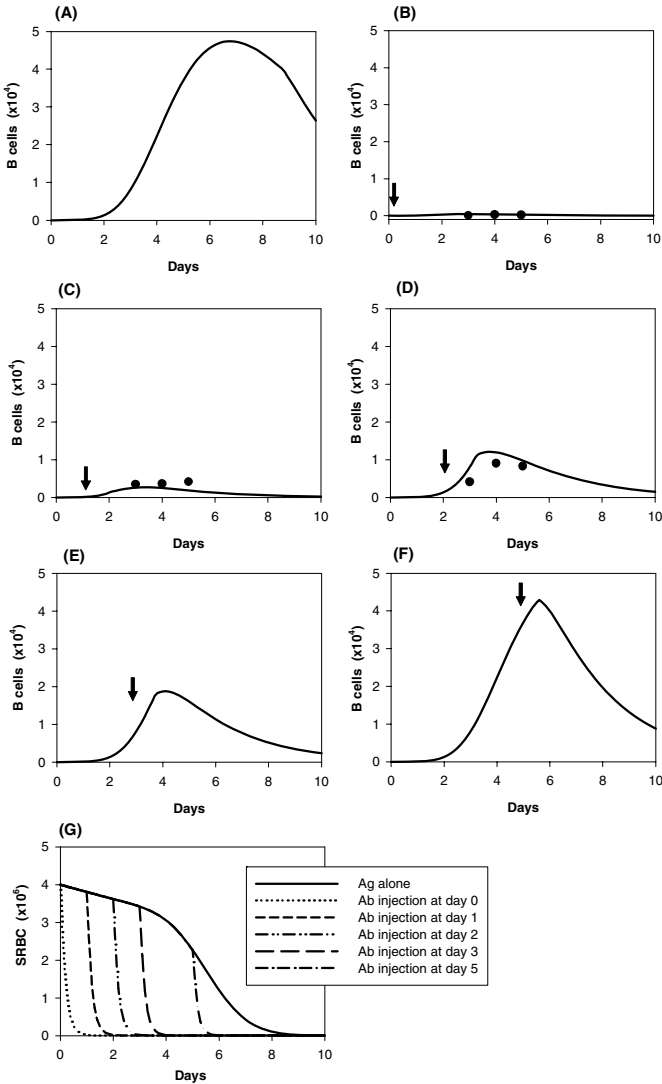 (A)
B cells (x10⁴)
5
4
3
2
1
0
0 2 4 6 8 10
Days
(B)
B cells (x10⁴)
5
4
3
2
1
0
0 2 4 6 8 10
Days
(C)
B cells (x10⁴)
5
4
3
2
1
0
0 2 4 6 8 10
Days
(D)
B cells (x10⁴)
5
4
3
2
1
0
0 2 4 6 8 10
Days
(E)
B cells (x10⁴)
5
4
3
2
1
0
0 2 4 6 8 10
Days
(F)
B cells (x10⁴)
5
4
3
2
1
0
0 2 4 6 8 10
Days
(G)
SRBC (x10⁶)
5
4
3
2
1
0
0 2 4 6 8 10
Days
Ag alone
Ab injection at day 0
Ab injection at day 1
Ab injection at day 2
Ab injection at day 3
Ab injection at day 5